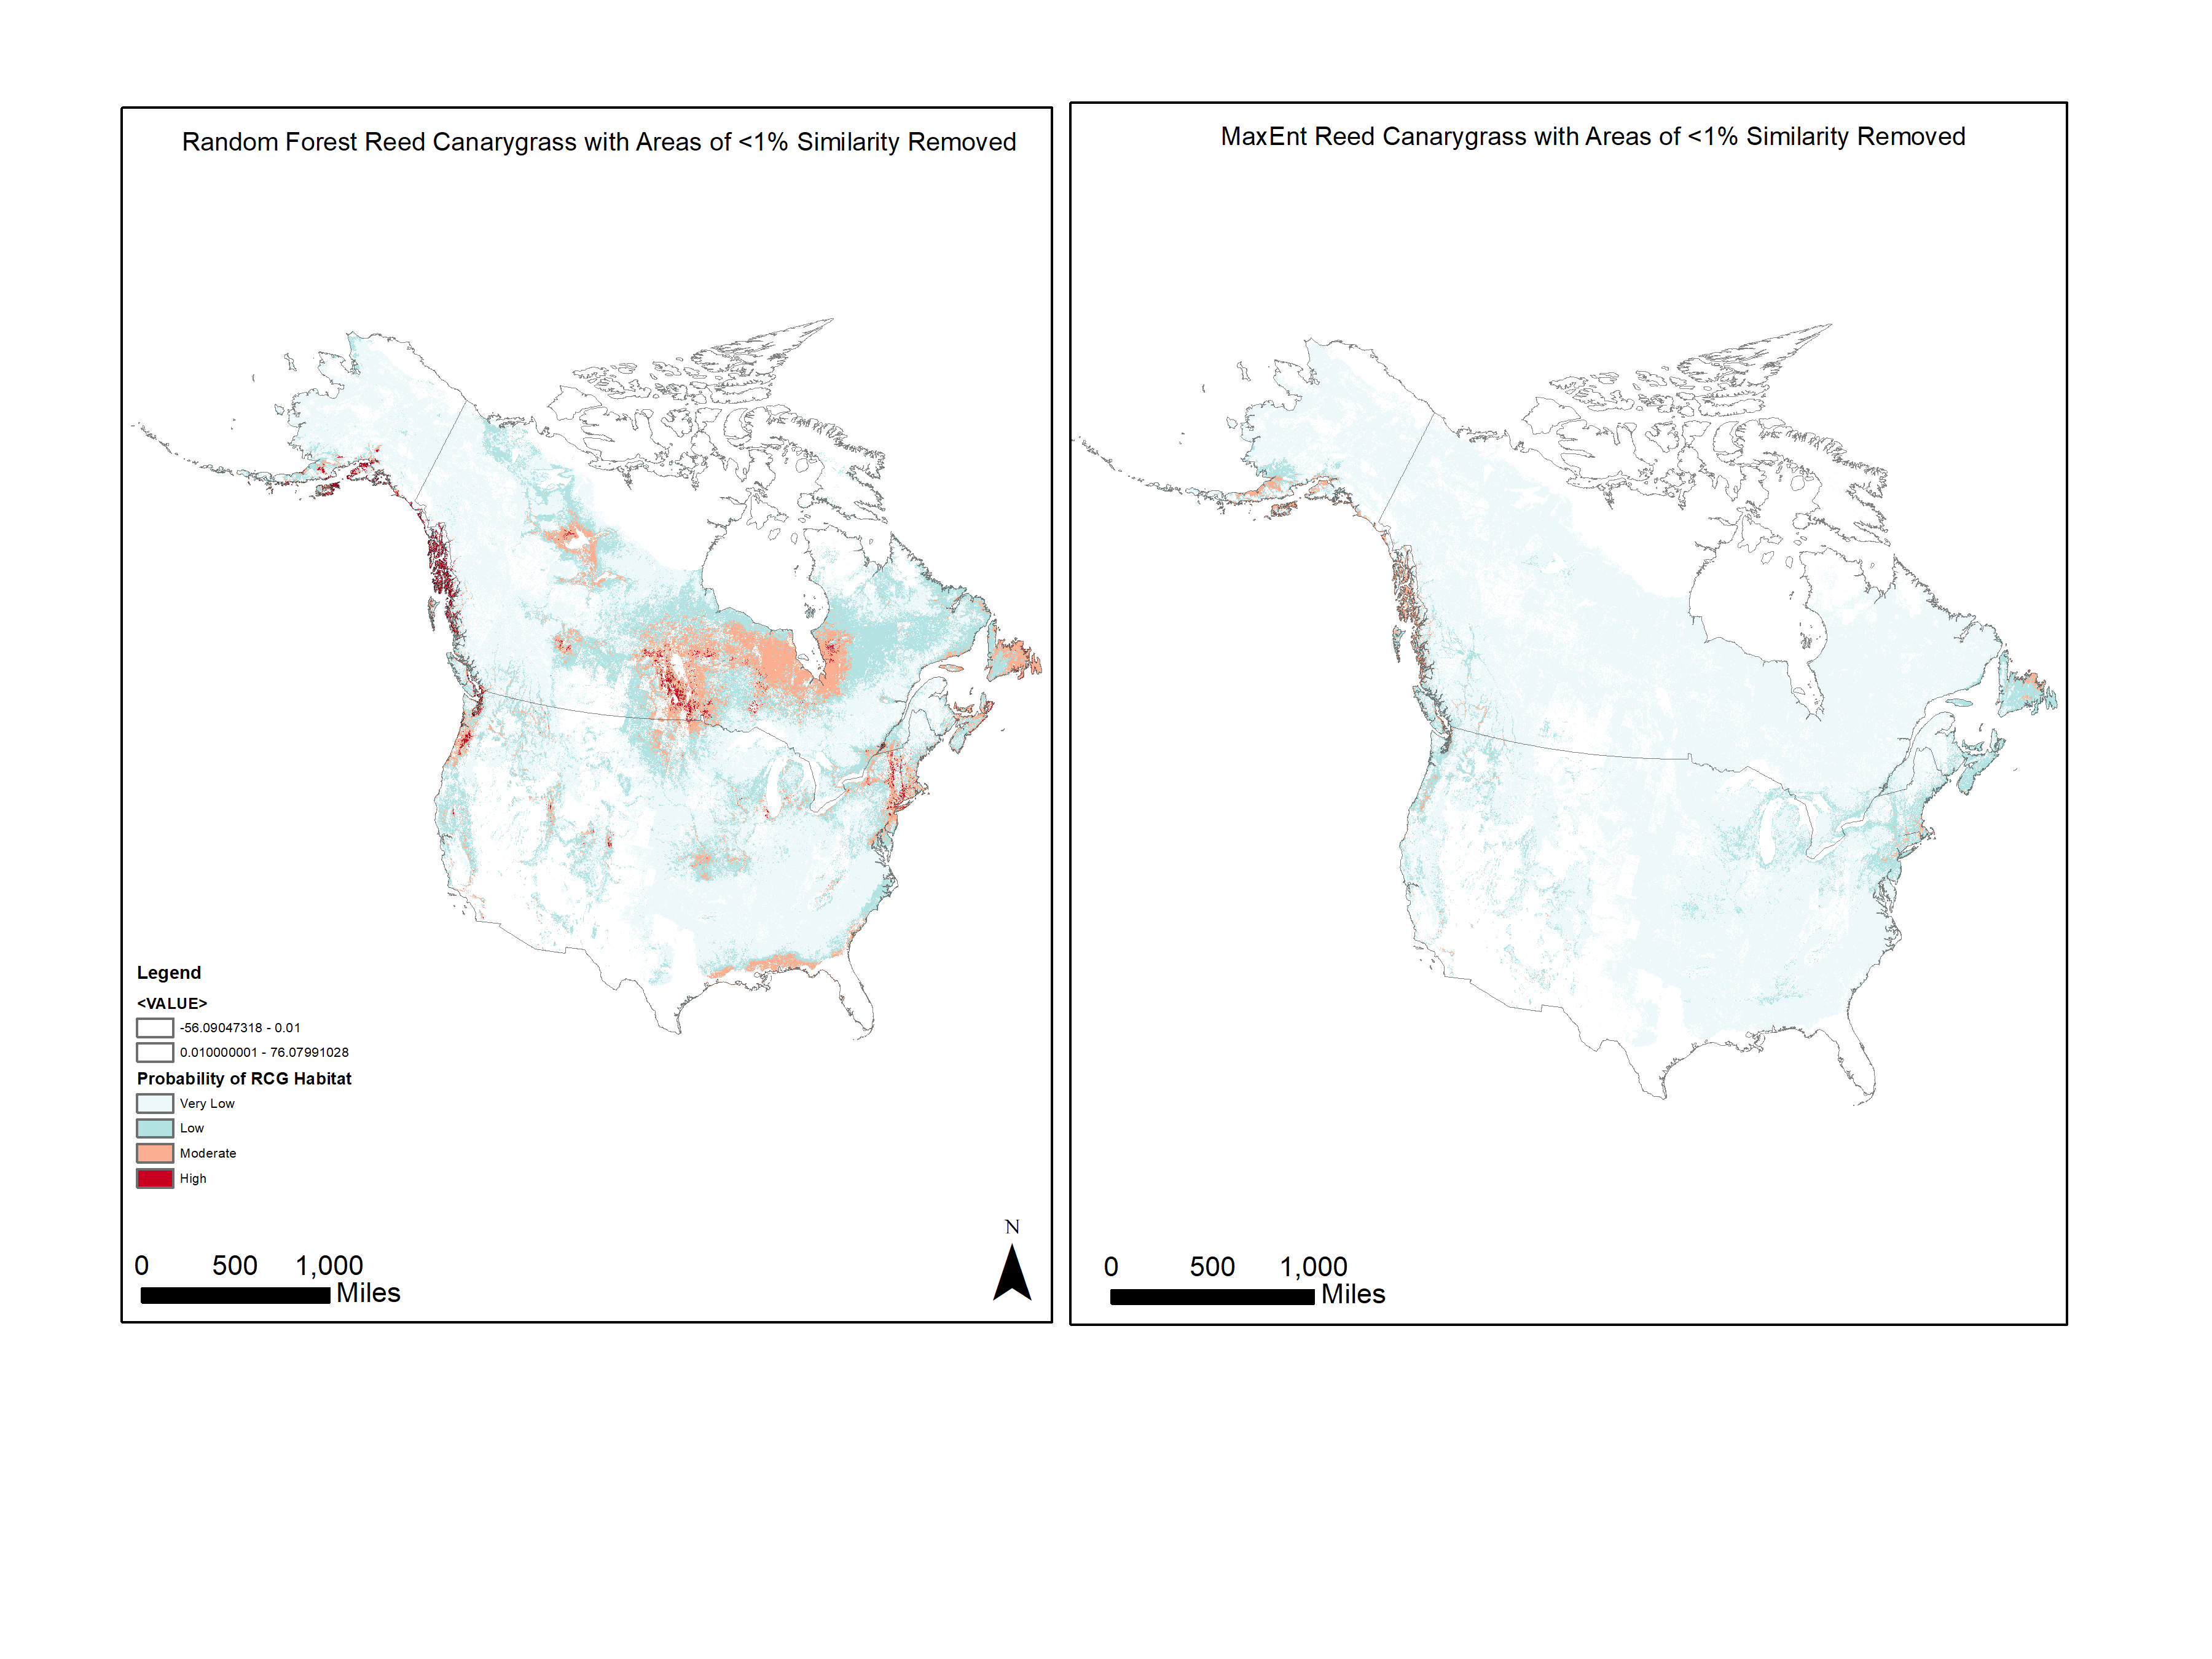 Random Forest Reed Canarygrass with Areas of <1% Similarity Removed
Legend
<VALUE>
-56.09047318 - 0.01
0.010000001 - 76.07991028
Probability of RCG Habitat
Very Low
Low
Moderate
High
0 500 1,000
Miles
N
MaxEnt Reed Canarygrass with Areas of <1% Similarity Removed
0 500 1,000
Miles